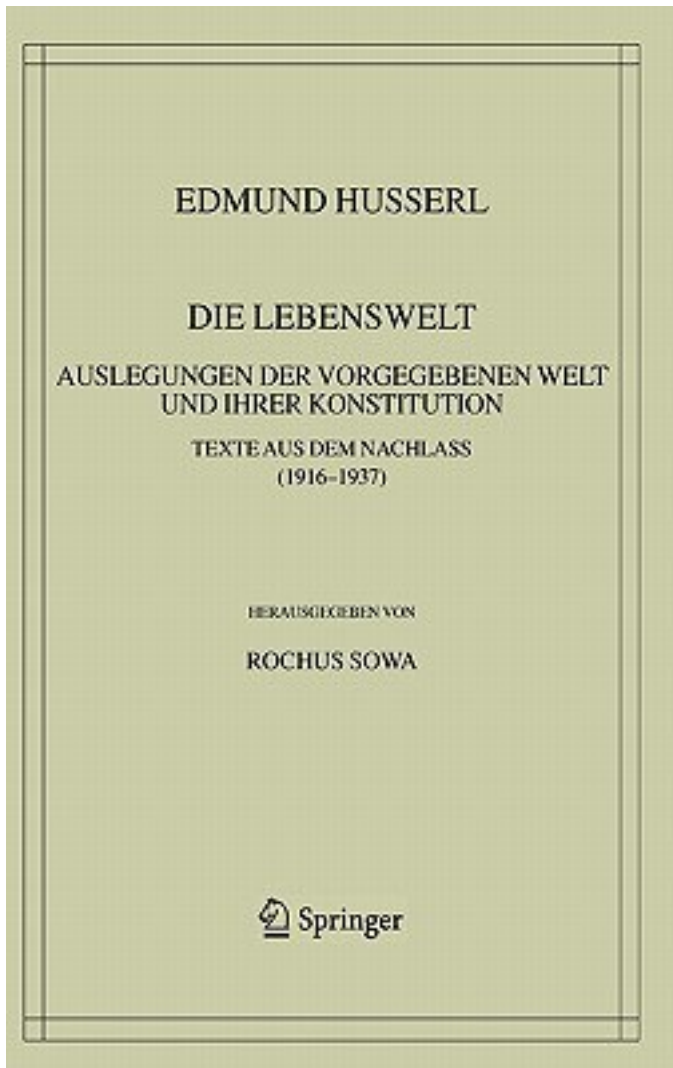 EDMUND HUSSERL
DIE LEBENSWELT
AUSLEGUNGEN DER VORGEGEBENEN WELT
UND IHRER KONSTITUTION
TEXTE AUS DEM NACHLASS
(1916–1937)
HERAUSGEGEBEN VON
ROCHUS SOWA
Springer